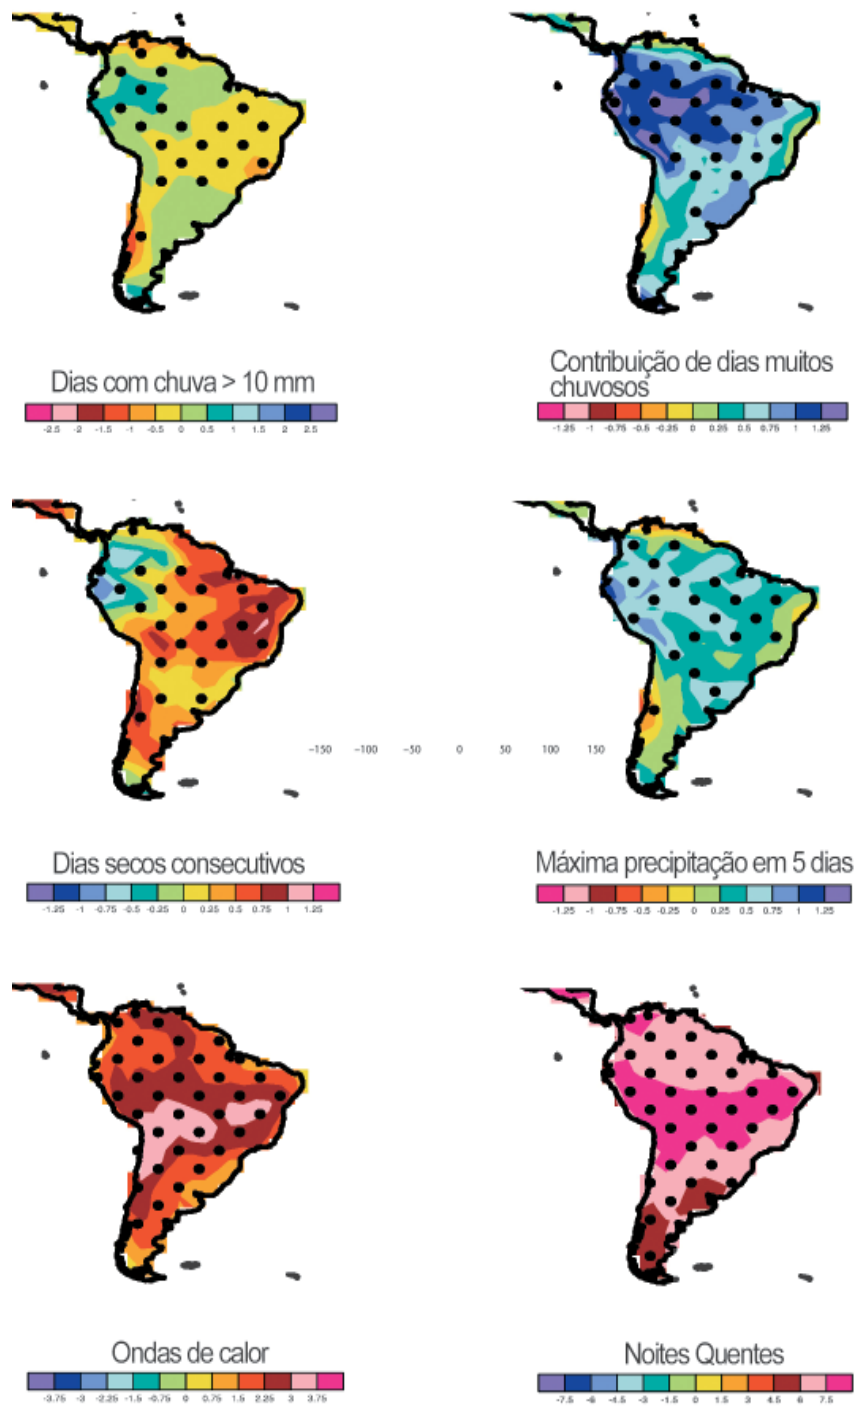 Dias com chuva > 10 mm
-2.5 -2 -1.5 -1 -0.5 0 0.5 1 1.5 2 2.5
Contribuição de dias muitos
chuvosos
-1.25 -1 -0.75 -0.5 -0.25 0 0.25 0.5 0.75 1 1.25
-150 -100 -50 0 50 100 150
Dias secos consecutivos
-1.25 -1 -0.75 -0.5 -0.25 0 0.25 0.5 0.75 1 1.25
Máxima precipitação em 5 dias
-1.25 -1 -0.75 -0.5 -0.25 0 0.25 0.5 0.75 1 1.25
Ondas de calor
-3.75 -3 -2.25 -1.5 -0.75 0 0.75 1.5 2.25 3 3.75
Noites Quentes
-7.5 -6 -4.5 -3 -1.5 0 1.5 3 4.5 6 7.5